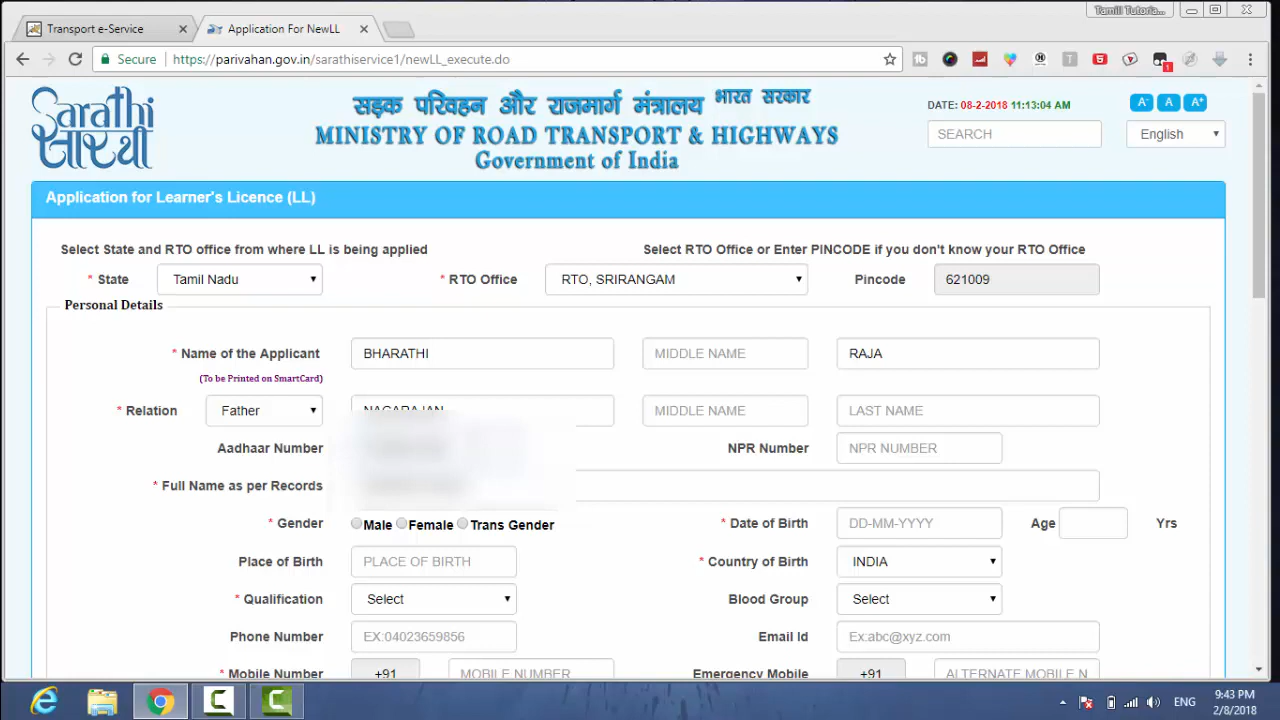 Tamill Tutoria...
Transport e-Service
Application For NewLL
Secure https://parivahan.gov.in/sarathiservice1/newLL_execute.do
Sarathi
सारथी
सड़क परिवहन और राजमार्ग मंत्रालय भारत सरकार
MINISTRY OF ROAD TRANSPORT & HIGHWAYS
Government of India
DATE: 08-2-2018 11:13:04 AM
A- A A+
SEARCH
English
Application for Learner's Licence (LL)
Select State and RTO office from where LL is being applied
Select RTO Office or Enter PINCODE if you don't know your RTO Office
* State Tamil Nadu * RTO Office RTO, SRIRANGAM Pincode 621009
Personal Details
* Name of the Applicant BHARATHI MIDDLE NAME RAJA
(To be Printed on SmartCard)
* Relation Father NAGARAJAN MIDDLE NAME LAST NAME
Aadhaar Number NPR Number NPR NUMBER
* Full Name as per Records
* Gender Male Female Trans Gender * Date of Birth DD-MM-YYYY Age Yrs
Place of Birth PLACE OF BIRTH * Country of Birth INDIA
* Qualification Select Blood Group Select
Phone Number EX:04023659856 Email Id Ex:abc@xyz.com
* Mobile Number +91 MOBILE NUMBER Emergency Mobile +91 ALTERNATE MOBILE N
ENG
9:43 PM
2/8/2018